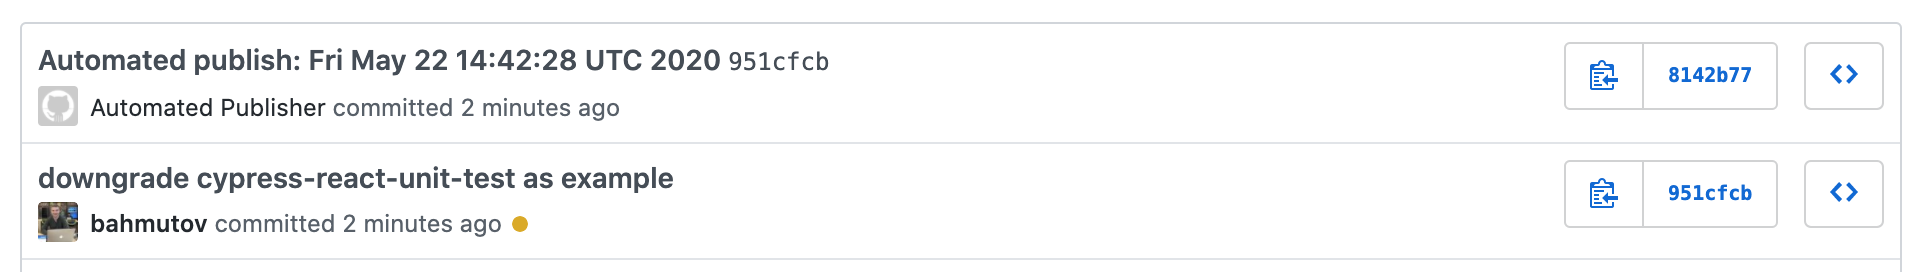 Automated publish: Fri May 22 14:42:28 UTC 2020 951cfcb
8142b77
Automated Publisher committed 2 minutes ago
downgrade cypress-react-unit-test as example
951cfcb
bahmutov committed 2 minutes ago